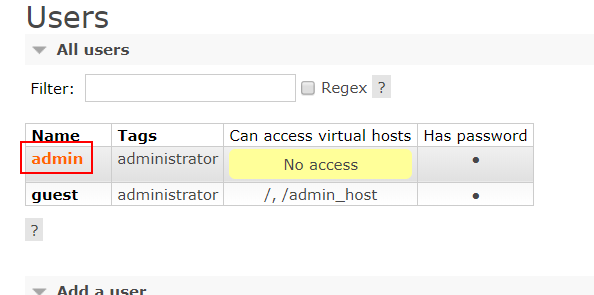 Users
All users
Filter: Regex ?
Name Tags Can access virtual hosts Has password
admin administrator No access •
guest administrator /, /admin_host •
?
Add a user